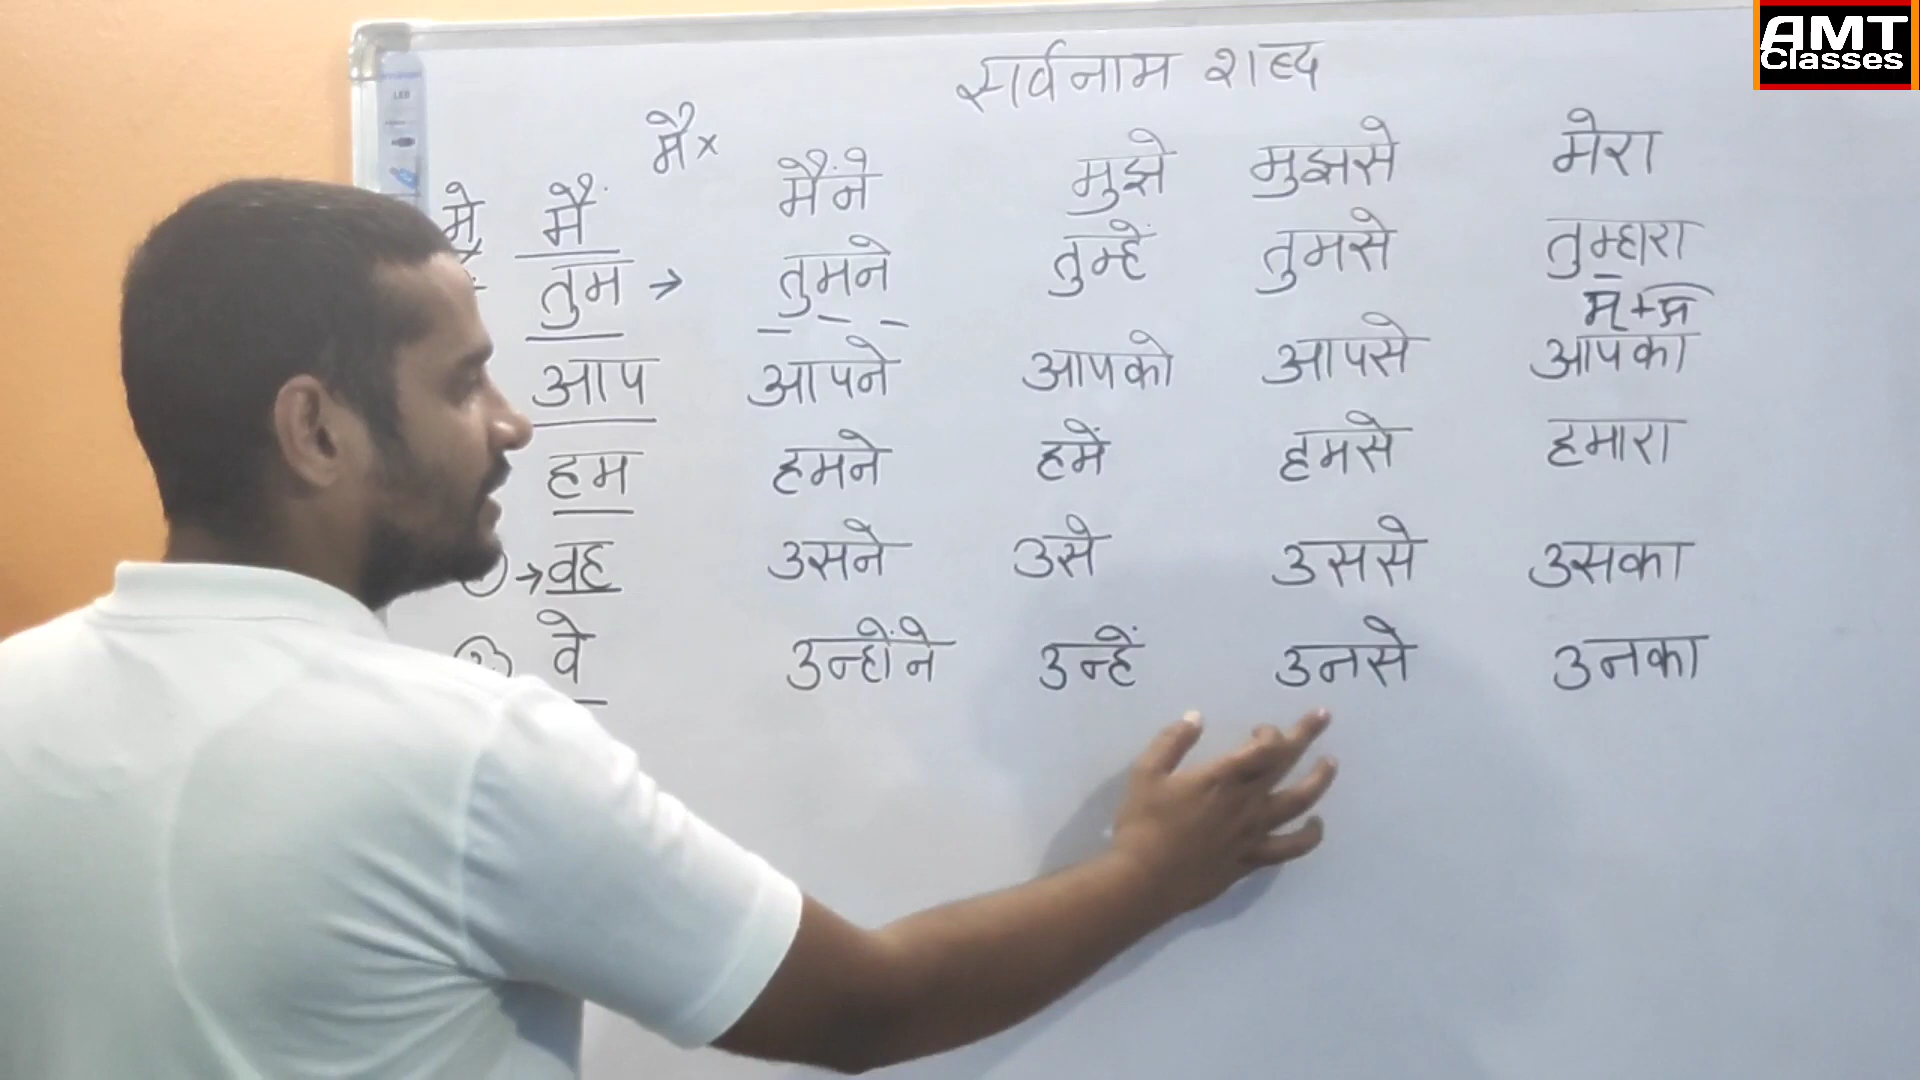 AMT
Classes
सर्वनाम शब्द
मै ×
मे मैं मैंने मुझे मुझसे मेरा
तुम → तुमने तुम्हें तुमसे तुम्हारा
म्+ह
आप आपने आपको आपसे आपका
हम हमने हमें हमसे हमारा
→ वह उसने उसे उससे उसका
वे उन्होंने उन्हें उनसे उनका